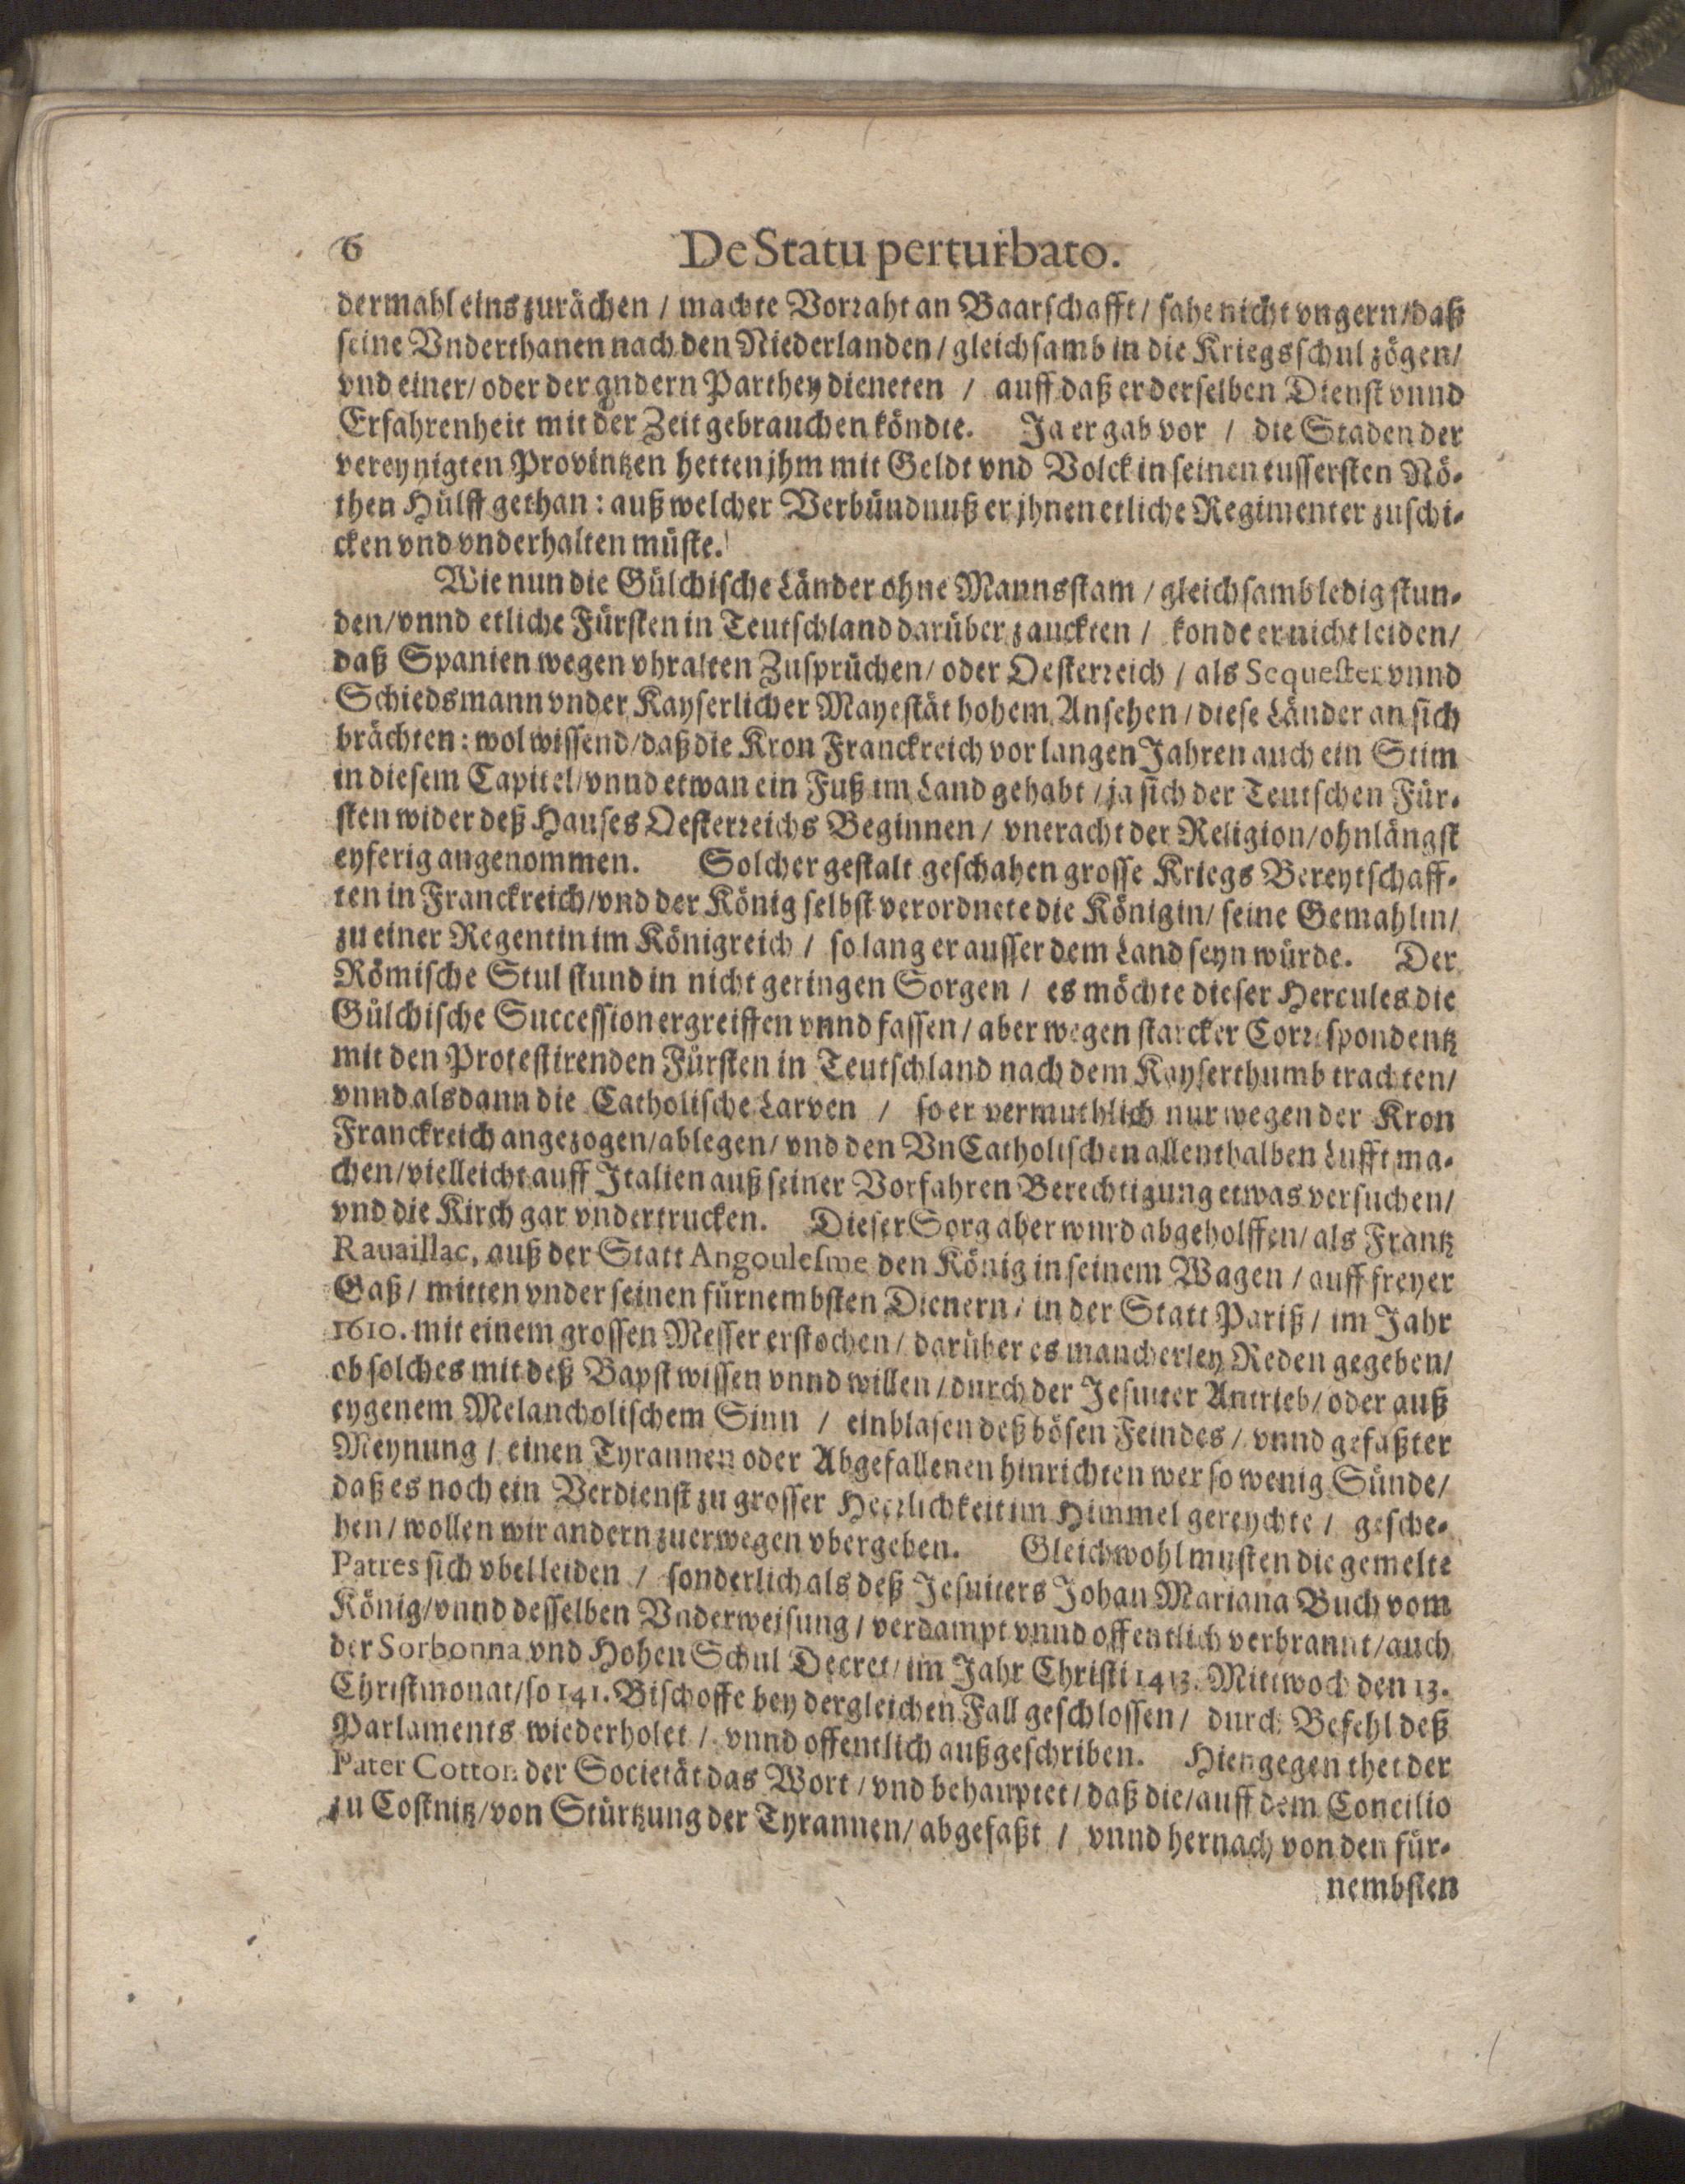 6 De Statu perturbato.
dermahleins zurächen / machte Vorraht an Baarschafft / sahe nicht vngern / daß
seine Vnderthanen nach den Niederlanden / gleichsamb in die Kriegsschul zögen /
vnd einer / oder der andern Parthey dieneten / auff daß er derselben Dienst vnnd
Erfahrenheit mit der Zeit gebrauchen köndte. Ja er gab vor / die Staden der
vereynigten Provintzen hetten jhm mit Geldt vnd Volck in seinen eussersten Nö-
then Hülff gethan: auß welcher Verbündnuß er jhnen etliche Regimenter zuschi-
cken vnd vnderhalten müste.
Wie nun die Gülchische Länder ohne Mannsstam / gleichsamb ledig stun-
den / vnnd etliche Fürsten in Teutschland darüber zauckten / konde er nicht leiden /
daß Spanien wegen vhralten Zusprüchen / oder Oesterreich / als Sequester vnnd
Schiedsmann vnder Kayserlicher Mayestät hohem Ansehen / diese Länder an sich
brächten: wol wissend / daß die Kron Franckreich vor langen Jahren auch ein Stim
in diesem Capitel / vnnd etwan ein Fuß im Land gehabt / ja sich der Teutschen Für-
sten wider deß Hauses Oesterreichs Beginnen / vneracht der Religion / ohnlängst
eyferig angenommen. Solcher gestalt geschahen grosse Kriegs Bereytschaff-
ten in Franckreich / vnd der König selbst verordnete die Königin / seine Gemahlin /
zu einer Regentin im Königreich / so lang er ausser dem Land seyn würde. Der
Römische Stul stund in nicht geringen Sorgen / es möchte dieser Hercules die
Gülchische Succession ergreiffen vnnd fassen / aber wegen starcker Correspondentz
mit den Protestirenden Fürsten in Teutschland nach dem Kayserthumb trachten /
vnnd alsdann die Catholische Larven / so er vermuthlich nur wegen der Kron
Franckreich angezogen / ablegen / vnd den VnCatholischen allenthalben Lufft ma-
chen / vielleicht auff Italien auß seiner Vorfahren Berechtigung etwas versuchen /
vnd die Kirch gar vndertrucken. Dieser Sorg aber wurd abgeholffen / als Frantz
Ravaillac, auß der Statt Angoulesme den König in seinem Wagen / auff freyer
Gaß / mitten vnder seinen fürnembsten Dienern / in der Statt Pariß / im Jahr
1610. mit einem grossen Messer erstochen / darüber es mancherley Reden gegeben /
ob solches mit deß Bapst wissen vnnd willen / durch der Jesuiter Antrieb / oder auß
eygenem Melancholischem Sinn / einblasen deß bösen Feindes / vnnd gefaßter
Meynung / einen Tyrannen oder Abgefallenen hinrichten wer so wenig Sünde /
daß es noch ein Verdienst zu grosser Herrlichkeit im Himmel gereychte / gesche-
hen / wollen wir andern zuerwegen vbergeben. Gleichwohl musten die gemelte
Patres sich vbel leiden / sonderlich als deß Jesuiters Johan Mariana Buch vom
König / vnnd desselben Vnderweisung / verdampt vnnd offentlich verbrannt / auch
der Sorbonna vnd Hohen Schul Decret / im Jahr Christi 1413. Mittwoch den 13.
Christmonat / so 141. Bischoffe bey dergleichen Fall geschlossen / durch Befehl deß
Parlaments wiederholet / vnnd offentlich außgeschriben. Hiengegen thet der
Pater Cotton der Societät das Wort / vnd behauptet / daß die / auff dem Concilio
zu Costnitz / von Stürtzung der Tyrannen / abgefaßt / vnnd hernach von den für-
nembsten